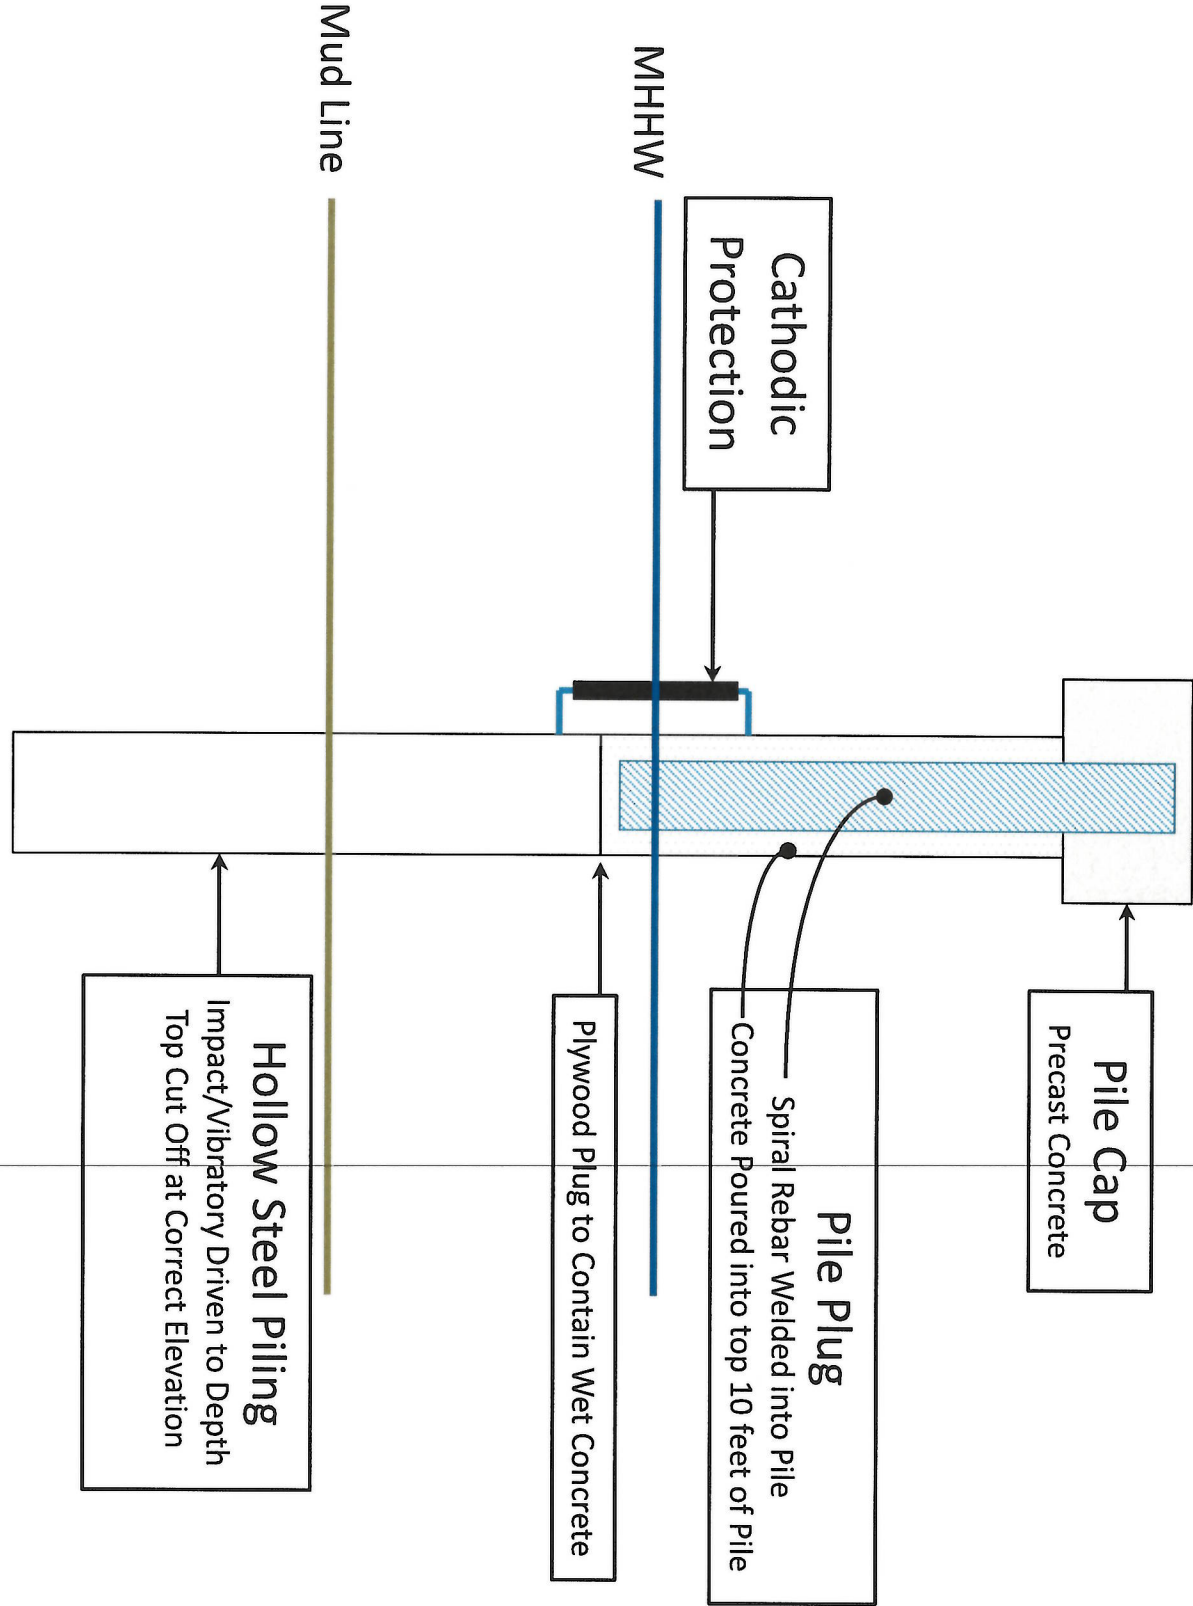 Pile Cap
Precast Concrete
Pile Plug
Spiral Rebar Welded into Pile
Concrete Poured into top 10 feet of Pile
Cathodic
Protection
MHHW
Plywood Plug to Contain Wet Concrete
Mud Line
Hollow Steel Piling
Impact/Vibratory Driven to Depth
Top Cut Off at Correct Elevation